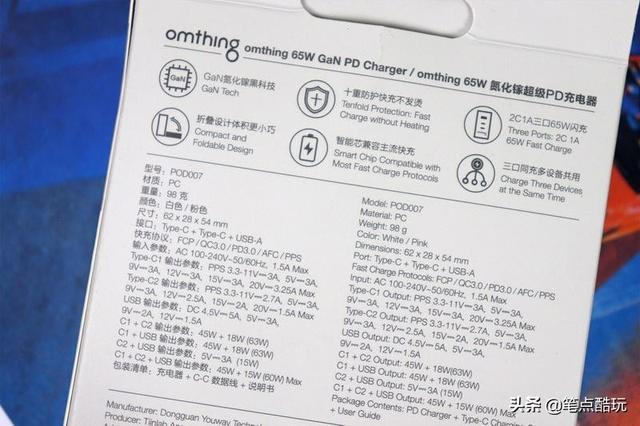 omthing omthing 65W GaN PD Charger / omthing 65W 氮化镓超级PD充电器
GaN
GaN氮化镓黑科技
GaN Tech
十重防护快充不发烫
Tenfold Protection: Fast
Charge without Heating
2C1A三口65W闪充
Three Ports: 2C 1A
65W Fast Charge
折叠设计体积更小巧
Compact and
Foldable Design
智能芯兼容主流快充
Smart Chip Compatible with
Most Fast Charge Protocols
三口同充多设备共用
Charge Three Devices
at the Same Time
型号: POD007
材质: PC
重量: 98 克
颜色: 白色 / 粉色
尺寸: 62 x 28 x 54 mm
接口: Type-C + Type-C + USB-A
快充协议: FCP / QC3.0 / PD3.0 / AFC / PPS
输入参数: AC 100-240V~50/60Hz, 1.5A Max
Type-C1 输出参数: PPS 3.3-11V⎓3A, 5V⎓3A,
9V⎓3A, 12V⎓3A, 15V⎓3A, 20V⎓3.25A Max
Type-C2 输出参数: PPS 3.3-11V⎓2.7A, 5V⎓3A,
9V⎓3A, 12V⎓2.5A, 15V⎓2A, 20V⎓1.5A Max
USB 输出参数: DC 4.5V⎓5A, 5V⎓3A,
9V⎓2A, 12V⎓1.5A
C1 + C2 输出参数: 45W + 18W (63W)
C1 + USB 输出参数: 45W + 18W (63W)
C2 + USB 输出参数: 5V⎓3A (15W)
C1 + C2 + USB 输出参数: 45W + 15W (60W) Max
包装清单: 充电器 + C-C 数据线 + 说明书
Model: POD007
Material: PC
Weight: 98 g
Color: White / Pink
Dimensions: 62 x 28 x 54 mm
Port: Type-C + Type-C + USB-A
Fast Charge Protocols: FCP / QC3.0 / PD3.0 / AFC / PPS
Input: AC 100-240V~50/60Hz, 1.5A Max
Type-C1 Output: PPS 3.3-11V⎓3A, 5V⎓3A,
9V⎓3A, 12V⎓3A, 15V⎓3A, 20V⎓3.25A Max
Type-C2 Output: PPS 3.3-11V⎓2.7A, 5V⎓3A,
9V⎓3A, 12V⎓2.5A, 15V⎓2A, 20V⎓1.5A Max
USB Output: DC 4.5V⎓5A, 5V⎓3A,
9V⎓2A, 12V⎓1.5A
C1 + C2 Output: 45W + 18W(63W)
C1 + USB Output: 45W + 18W (63W)
C2 + USB Output: 5V⎓3A (15W)
C1 + C2 + USB Output: 45W + 15W (60W) Max
Package Contents: PD Charger + Type-C Charging
+ User Guide
Manufacturer: Dongguan Youway
Producer: Tiinlab
头条 @笔点酷玩